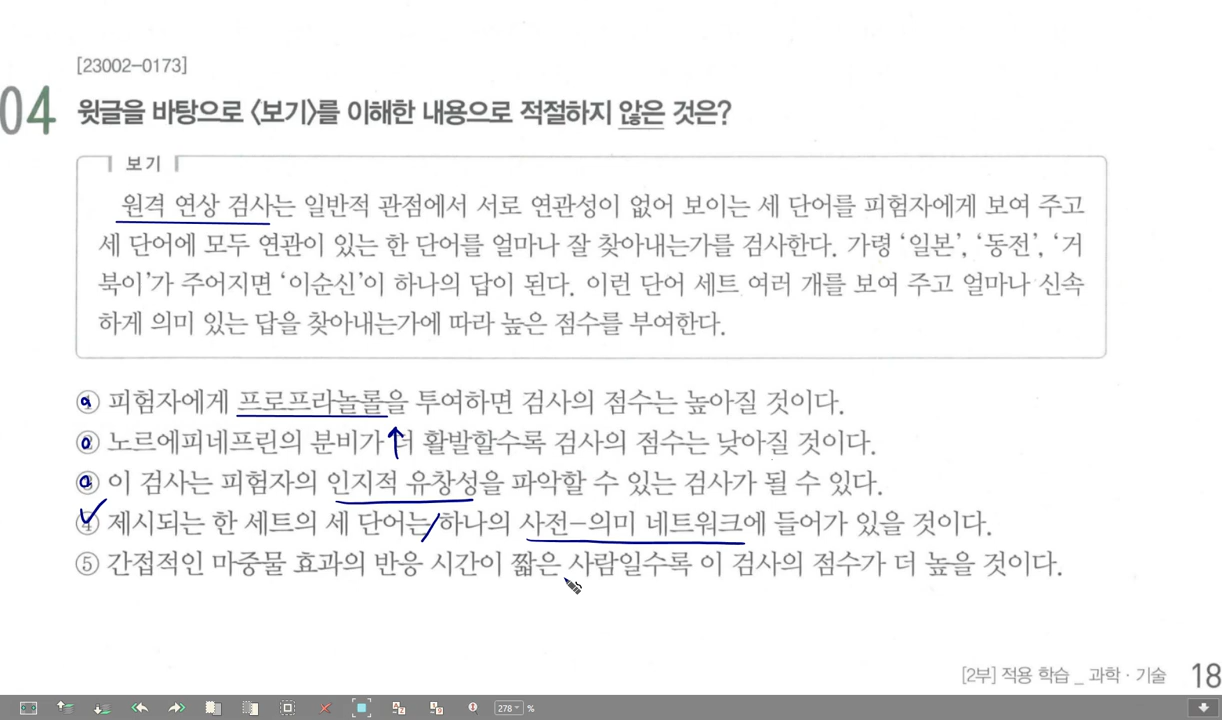 [23002-0173]
04 윗글을 바탕으로 〈보기〉를 이해한 내용으로 적절하지 않은 것은?
보기
원격 연상 검사는 일반적 관점에서 서로 연관성이 없어 보이는 세 단어를 피험자에게 보여 주고
세 단어에 모두 연관이 있는 한 단어를 얼마나 잘 찾아내는가를 검사한다. 가령 ‘일본’, ‘동전’, ‘거
북이’가 주어지면 ‘이순신’이 하나의 답이 된다. 이런 단어 세트 여러 개를 보여 주고 얼마나 신속
하게 의미 있는 답을 찾아내는가에 따라 높은 점수를 부여한다.
① 피험자에게 프로프라놀롤을 투여하면 검사의 점수는 높아질 것이다.
② 노르에피네프린의 분비가 더 활발할수록 검사의 점수는 낮아질 것이다.
③ 이 검사는 피험자의 인지적 유창성을 파악할 수 있는 검사가 될 수 있다.
④ 제시되는 한 세트의 세 단어는 하나의 사전-의미 네트워크에 들어가 있을 것이다.
⑤ 간접적인 마중물 효과의 반응 시간이 짧은 사람일수록 이 검사의 점수가 더 높을 것이다.
[2부] 적용 학습 _ 과학·기술 18
278 %